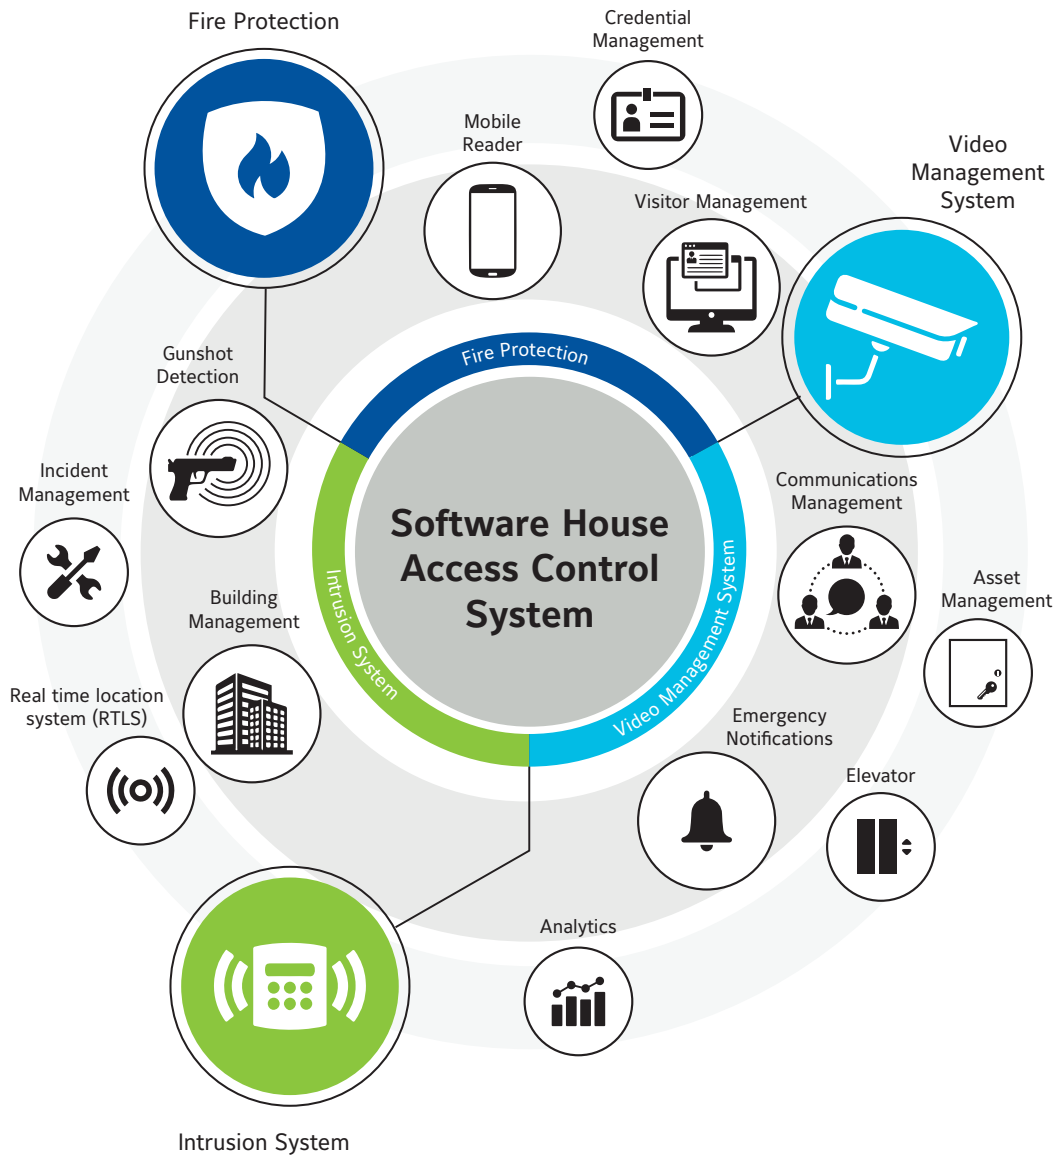 Fire Protection
Credential
Management
Mobile
Reader
Video
Management
System
Visitor Management
Gunshot
Detection
Fire Protection
Incident
Management
Communications
Management
Software House
Access Control
System
Intrusion System
Video Management System
Asset
Management
Building
Management
Real time location
system (RTLS)
Emergency
Notifications
Elevator
Analytics
Intrusion System